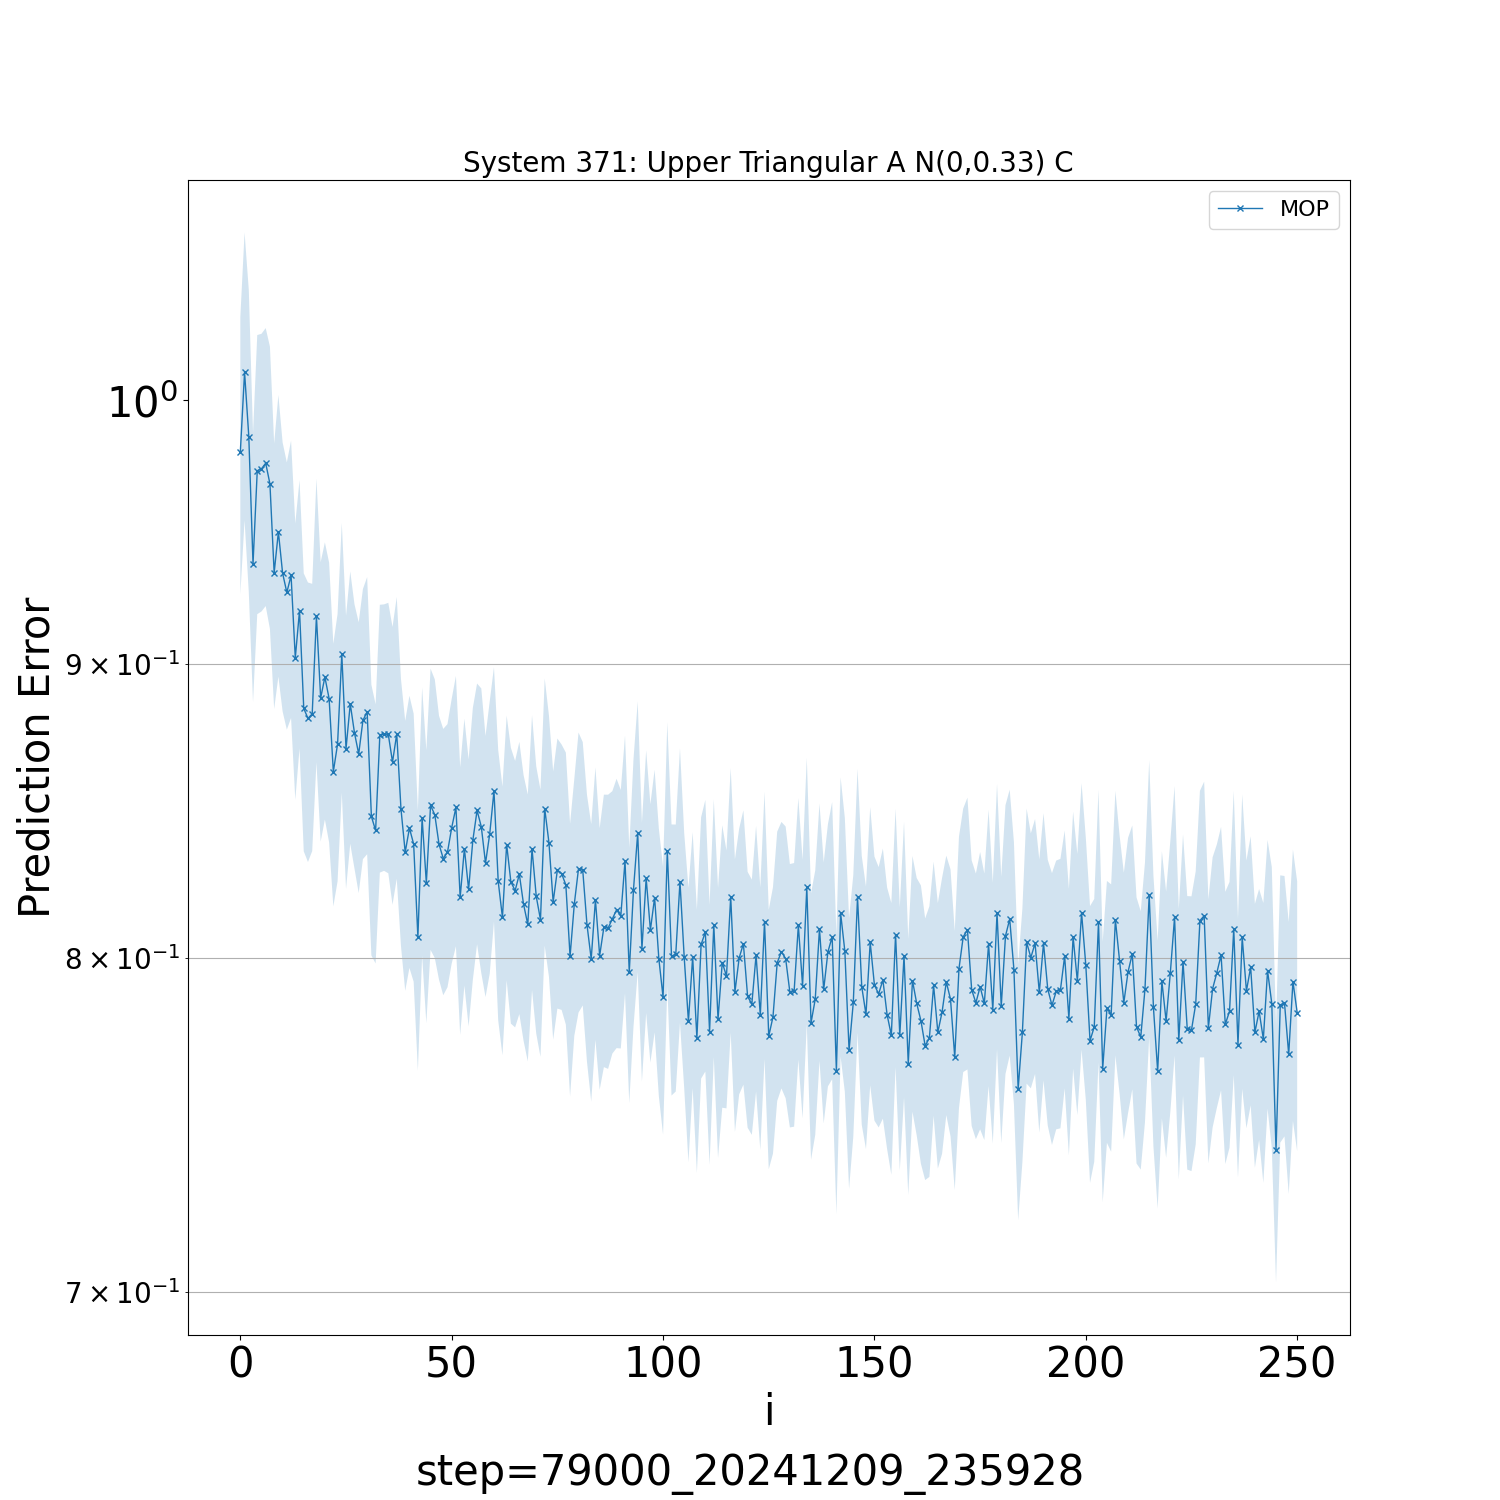 System 371: Upper Triangular A N(0,0.33) C
MOP
10⁰
9 × 10⁻¹
8 × 10⁻¹
7 × 10⁻¹
Prediction Error
0 50 100 150 200 250
i
step=79000_20241209_235928